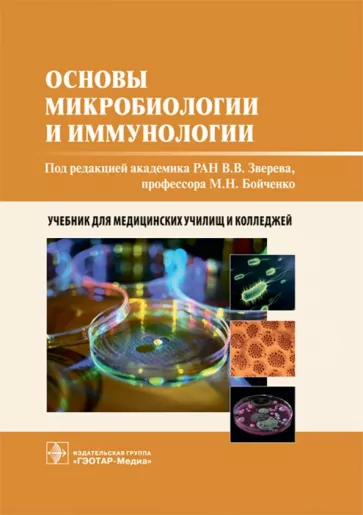 ОСНОВЫ
МИКРОБИОЛОГИИ
И ИММУНОЛОГИИ
Под редакцией академика РАН В.В. Зверева,
профессора М.Н. Бойченко
УЧЕБНИК ДЛЯ МЕДИЦИНСКИХ УЧИЛИЩ И КОЛЛЕДЖЕЙ
ИЗДАТЕЛЬСКАЯ ГРУППА
«ГЭОТАР-Медиа»